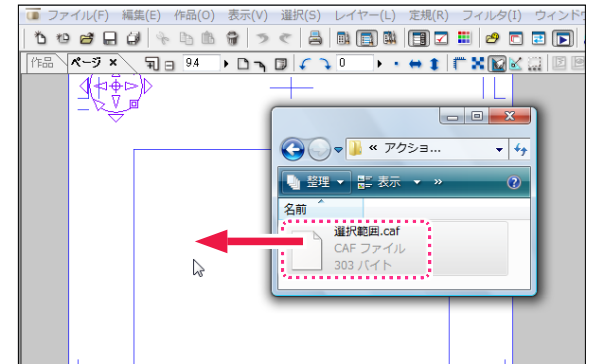 ファイル(F) 編集(E) 作品(O) 表示(V) 選択(S) レイヤー(L) 定規(R) フィルタ(I) ウィンドウ
作品 ページ × 9.4 0
« アクショ...
整理 表示 »
名前
選択範囲.caf
CAF ファイル
303 バイト